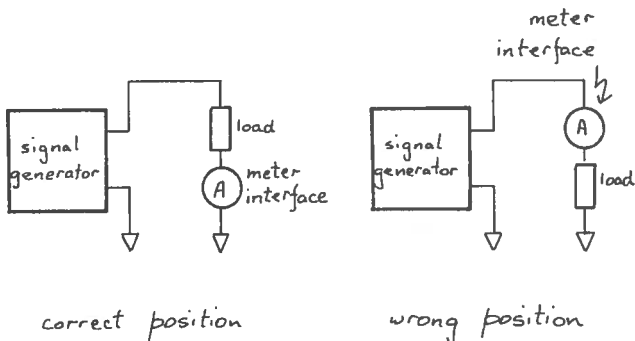 signal
generator
load
A
meter
interface
correct position
meter
interface
signal
generator
A
load
wrong position